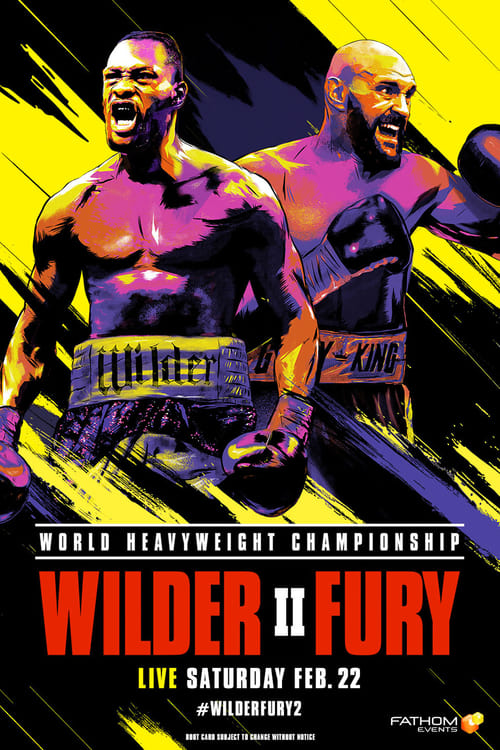 Wilder
G Y KING
WORLD HEAVYWEIGHT CHAMPIONSHIP
WILDER II FURY
LIVE SATURDAY FEB. 22
#WILDERFURY2
FATHOM
EVENTS
BOUT CARD SUBJECT TO CHANGE WITHOUT NOTICE